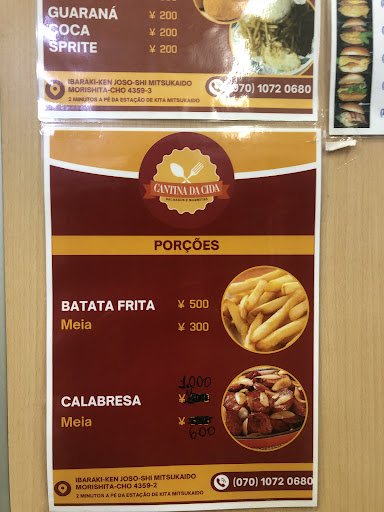 GUARANÁ ¥ 200
COCA ¥ 200
SPRITE ¥ 200
IBARAKI-KEN JOSO-SHI MITSUKAIDO
MORISHITA-CHO 4359-3
2 MINUTOS A PÉ DA ESTAÇÃO DE KITA MITSUKAIDO
(070) 1072 0680
CANTINA DA CIDA
PORÇÕES
BATATA FRITA ¥ 500
Meia ¥ 300
1000
CALABRESA ¥
Meia ¥
600
IBARAKI-KEN JOSO-SHI MITSUKAIDO
MORISHITA-CHO 4359-2
2 MINUTOS A PÉ DA ESTAÇÃO DE KITA MITSUKAIDO
(070) 1072 0680